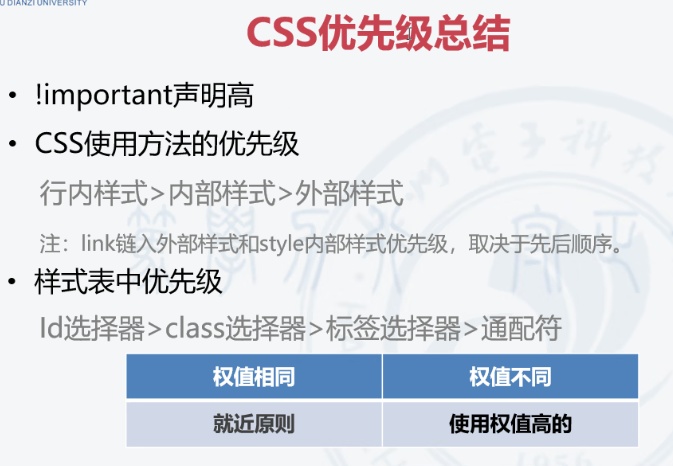 U DIANZI UNIVERSITY
CSS优先级总结
• !important声明高
• CSS使用方法的优先级
行内样式>内部样式>外部样式
注：link链入外部样式和style内部样式优先级，取决于先后顺序。
• 样式表中优先级
Id选择器>class选择器>标签选择器>通配符
权值相同 权值不同
就近原则 使用权值高的
1956